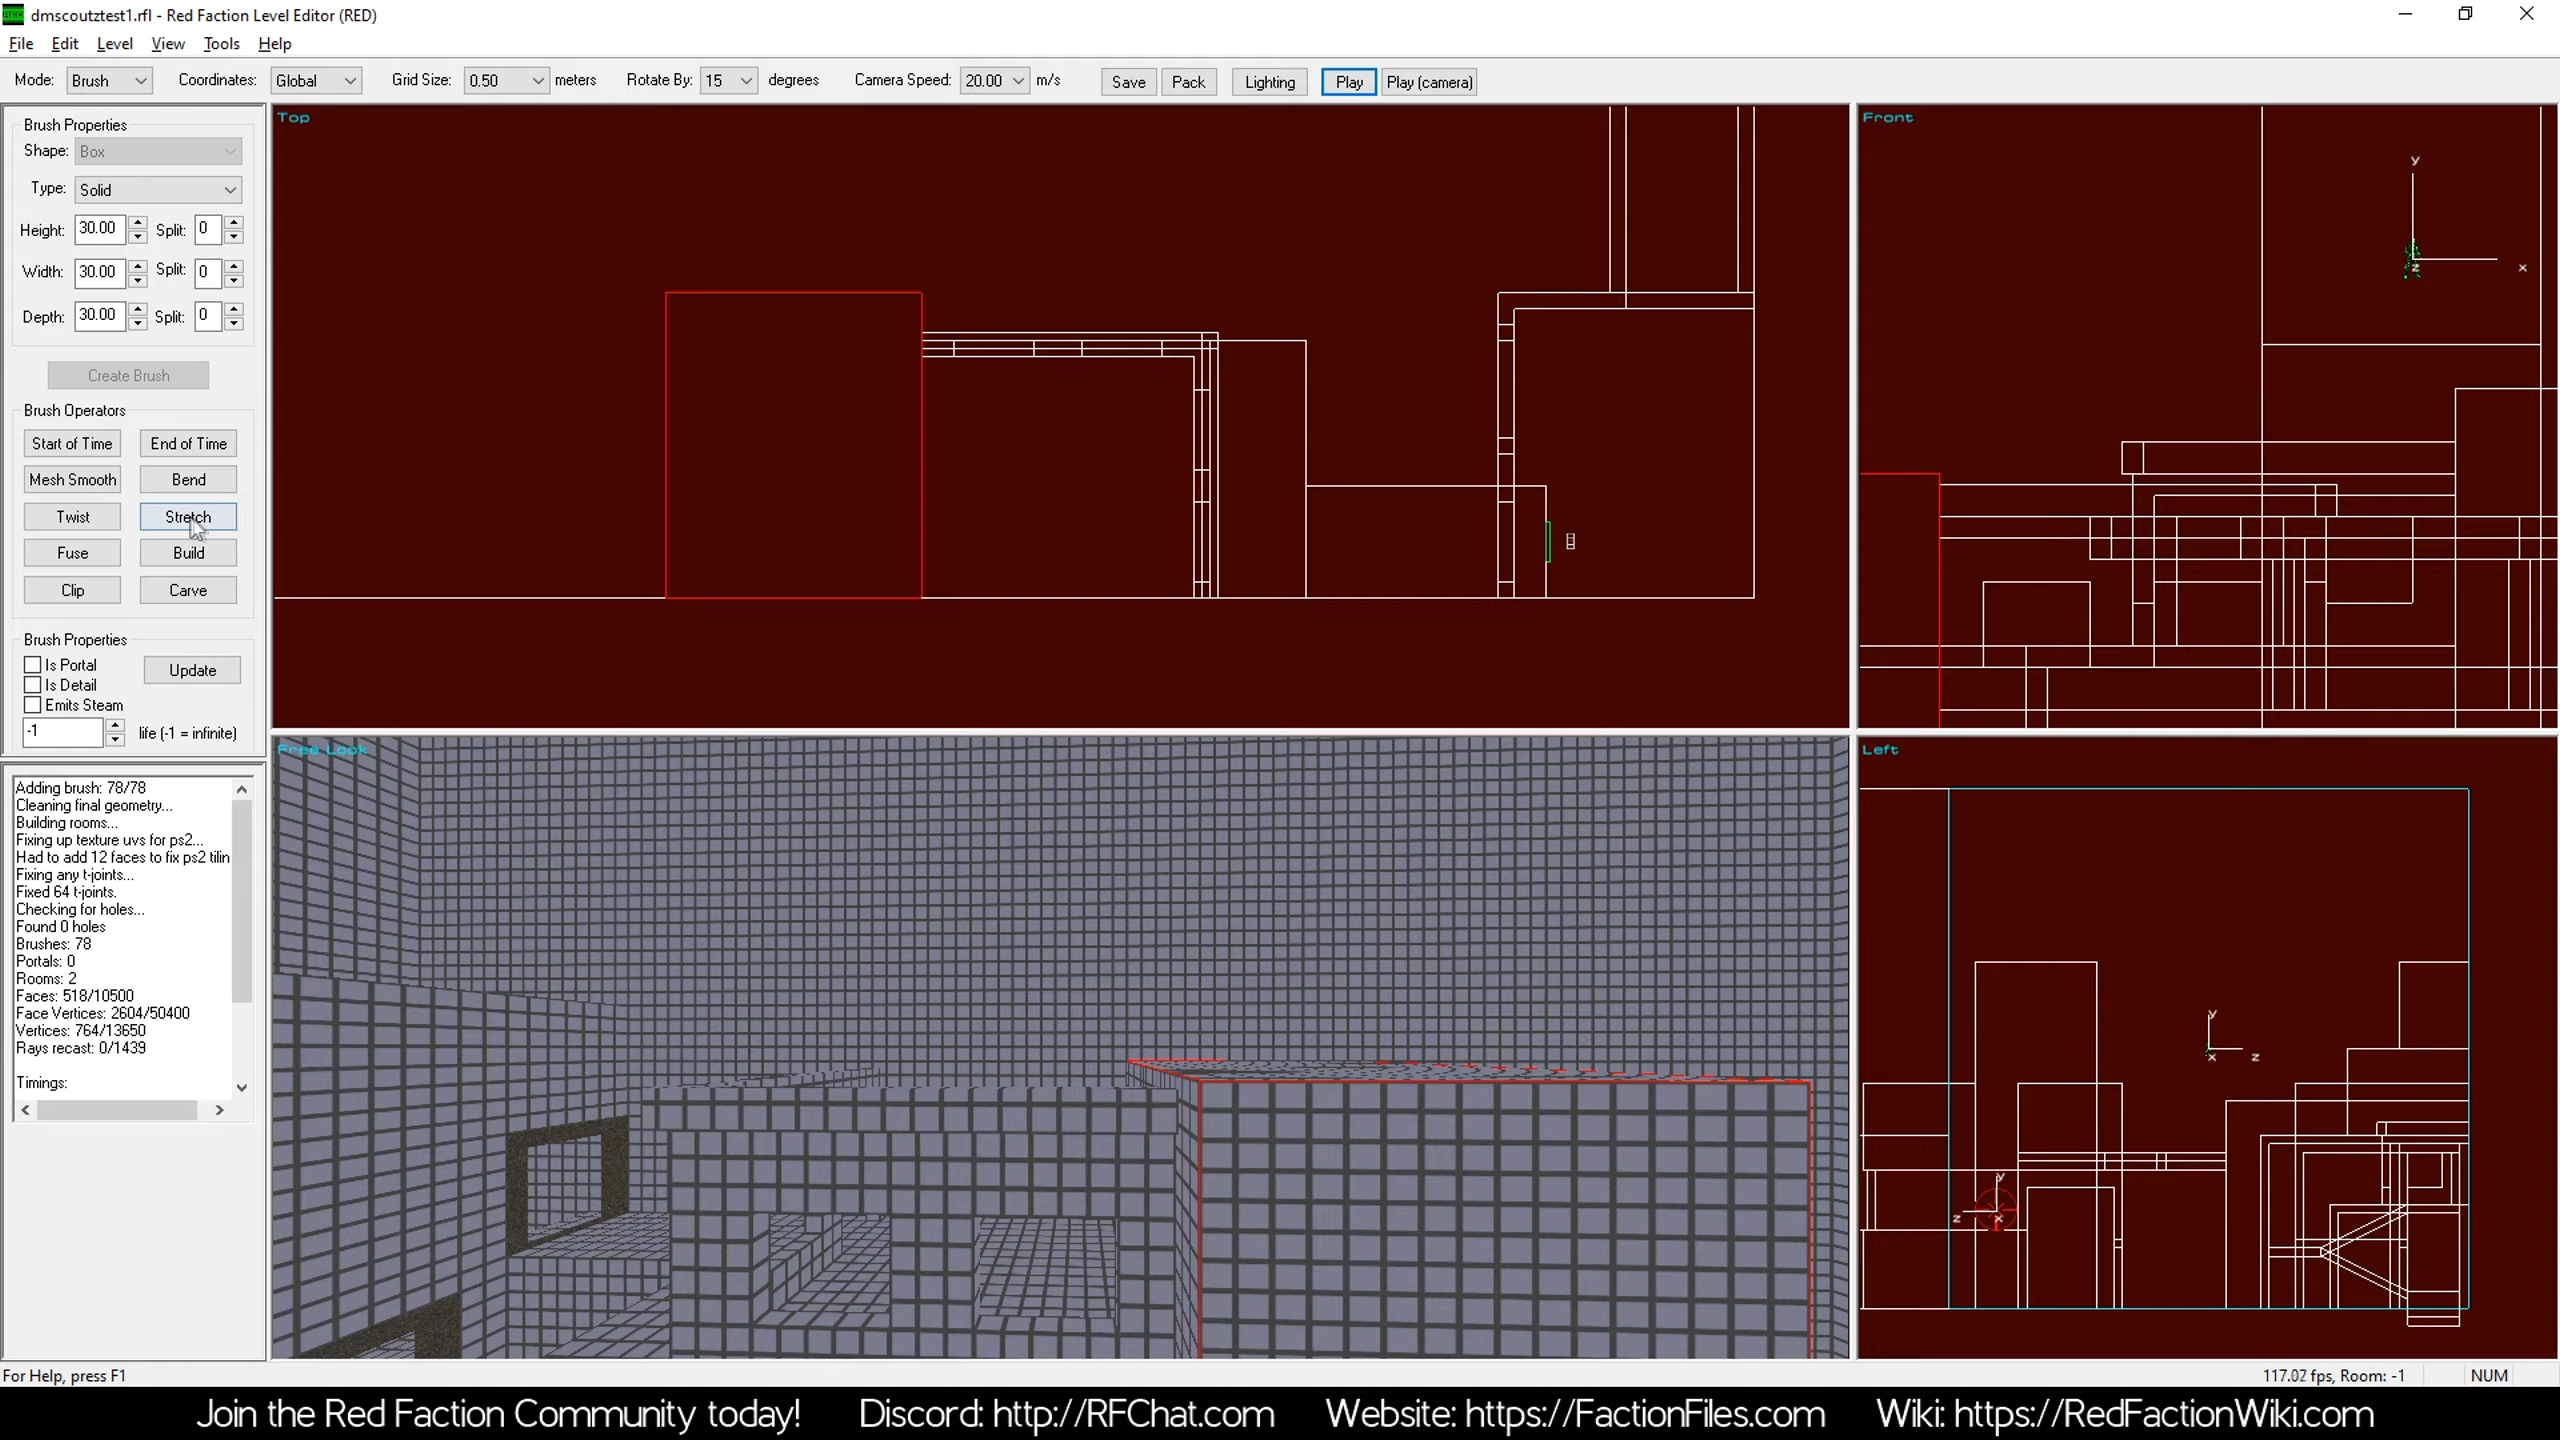 dmscoutztest1.rfl - Red Faction Level Editor (RED)
File Edit Level View Tools Help
Mode: Brush Coordinates: Global Grid Size: 0.50 meters Rotate By: 15 degrees Camera Speed: 20.00 m/s Save Pack Lighting Play Play (camera)
Brush Properties
Shape: Box
Type: Solid
Height: 30.00 Split: 0
Width: 30.00 Split: 0
Depth: 30.00 Split: 0
Create Brush
Brush Operators
Start of Time End of Time
Mesh Smooth Bend
Twist Stretch
Fuse Build
Clip Carve
Brush Properties
Is Portal Update
Is Detail
Emits Steam
-1 life (-1 = infinite)
Adding brush: 78/78
Cleaning final geometry...
Building rooms...
Fixing up texture uvs for ps2...
Had to add 12 faces to fix ps2 tilin
Fixing any t-joints...
Fixed 64 t-joints.
Checking for holes...
Found 0 holes
Brushes: 78
Portals: 0
Rooms: 2
Faces: 518/10500
Face Vertices: 2604/50400
Vertices: 764/13650
Rays recast: 0/1439
Timings:
Top
Front
y
z x
Free Look
Left
y
x z
y
z x
For Help, press F1
117.07 fps, Room: -1 NUM
Join the Red Faction Community today! Discord: http://RFChat.com Website: https://FactionFiles.com Wiki: https://RedFactionWiki.com